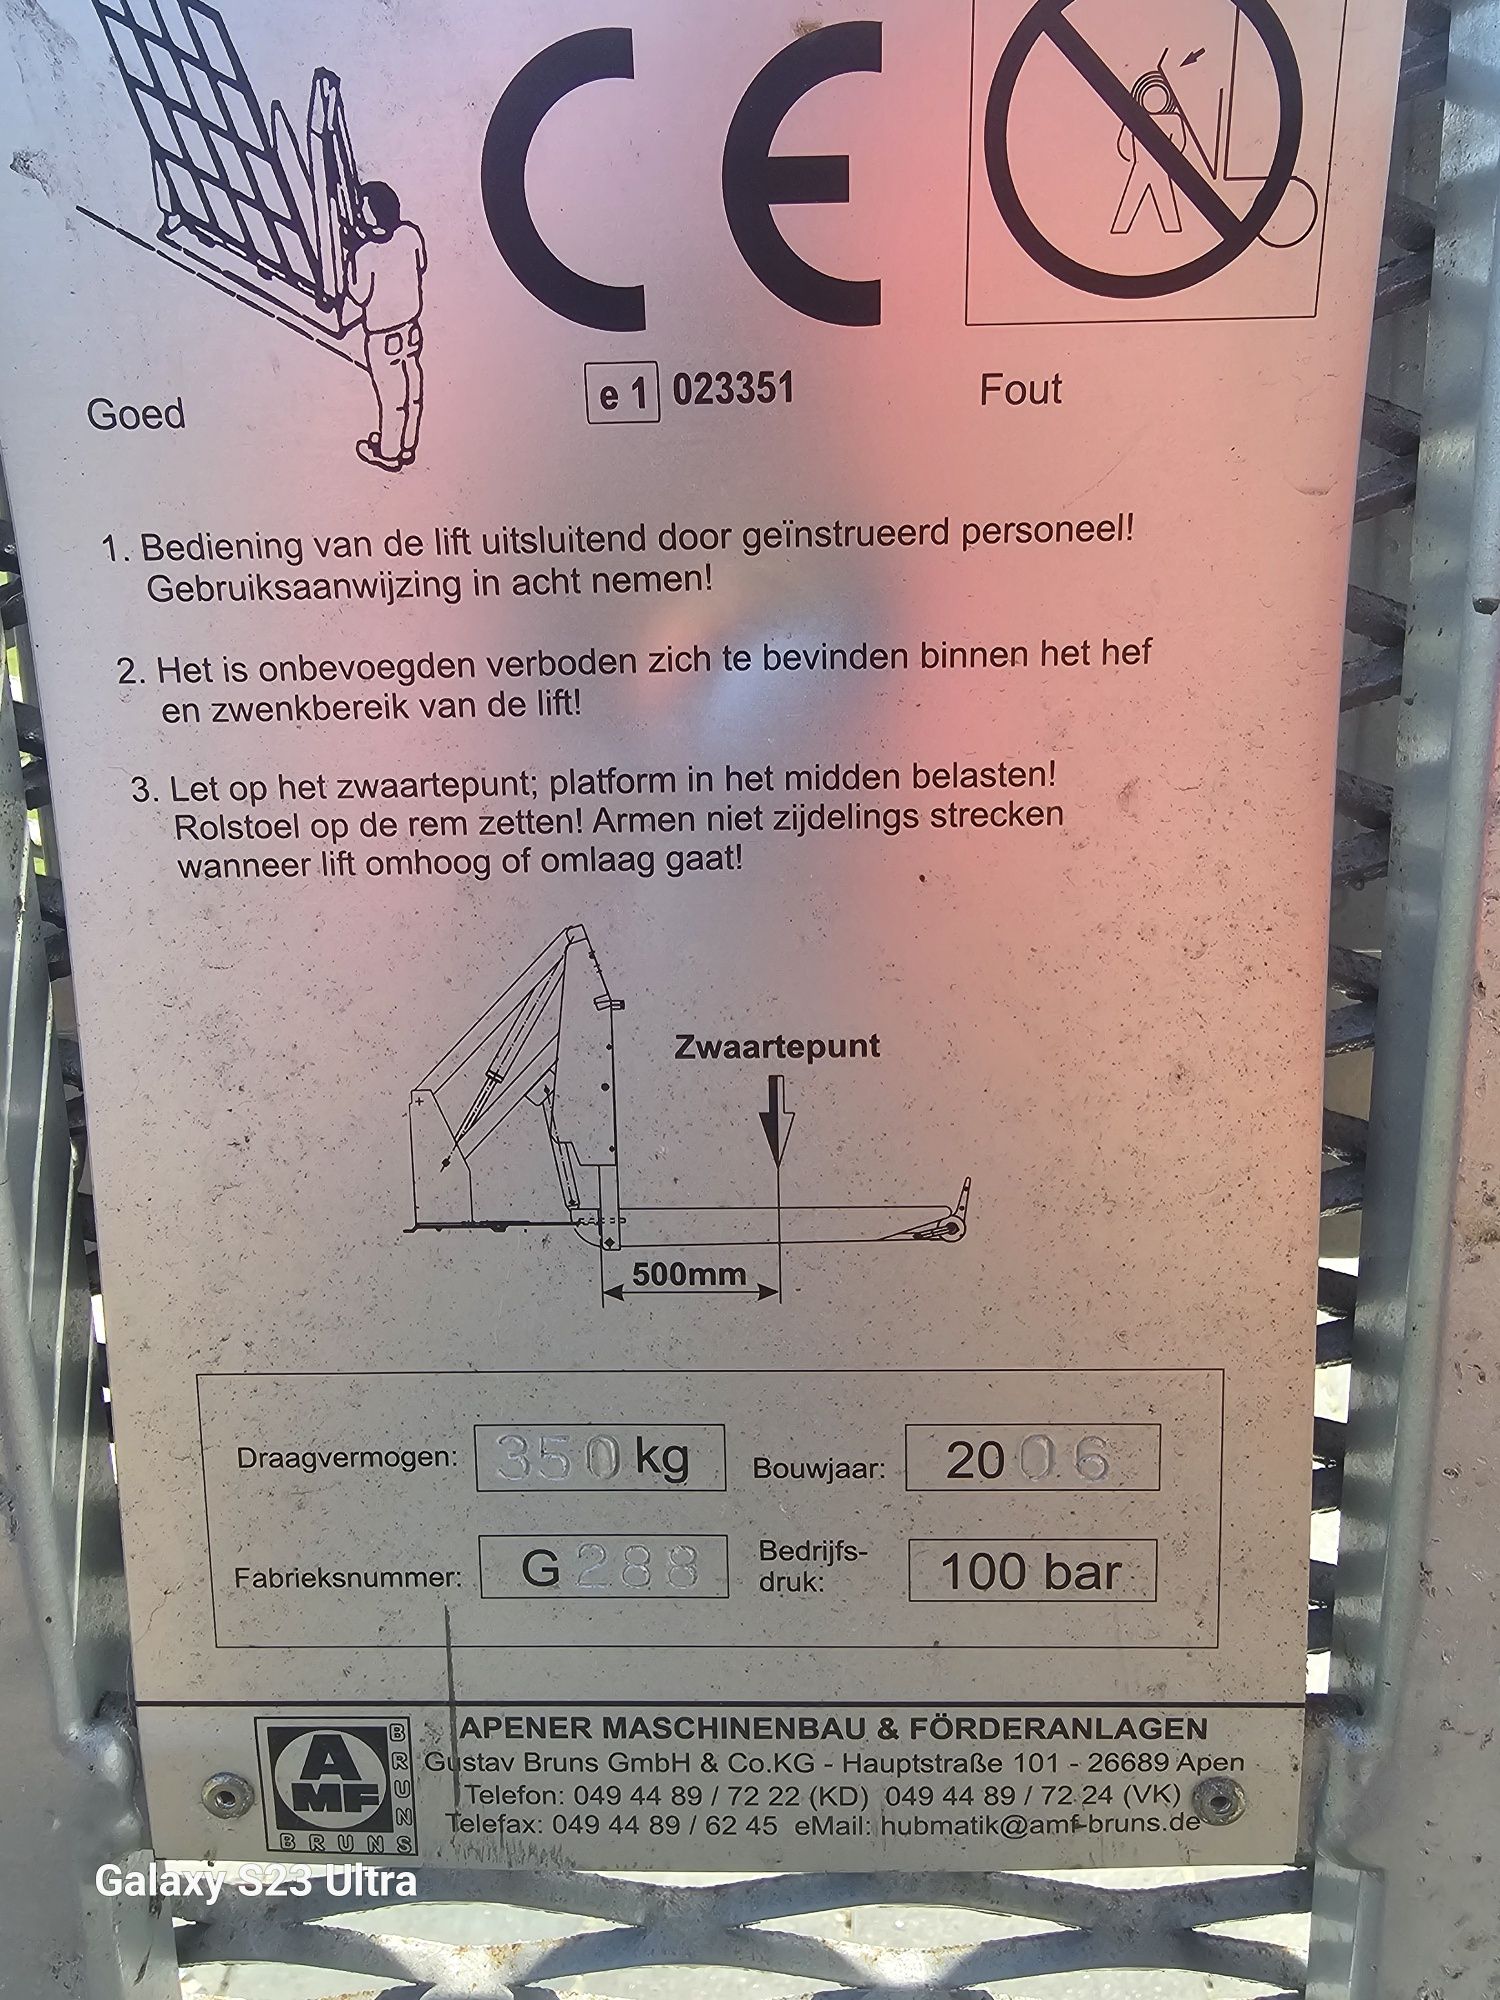 CE
Goed
e 1 023351
Fout
1. Bediening van de lift uitsluitend door geïnstrueerd personeel!
Gebruiksaanwijzing in acht nemen!
2. Het is onbevoegden verboden zich te bevinden binnen het hef
en zwenkbereik van de lift!
3. Let op het zwaartepunt; platform in het midden belasten!
Rolstoel op de rem zetten! Armen niet zijdelings strecken
wanneer lift omhoog of omlaag gaat!
Zwaartepunt
500mm
Draagvermogen: 350 kg Bouwjaar: 2006
Fabrieksnummer: G 288 Bedrijfs-
druk: 100 bar
AMF
BRUNS
BRUNS
APENER MASCHINENBAU & FÖRDERANLAGEN
Gustav Bruns GmbH & Co.KG - Hauptstraße 101 - 26689 Apen
Telefon: 049 44 89 / 72 22 (KD) 049 44 89 / 72 24 (VK)
Telefax: 049 44 89 / 62 45 eMail: hubmatik@amf-bruns.de
Galaxy S23 Ultra